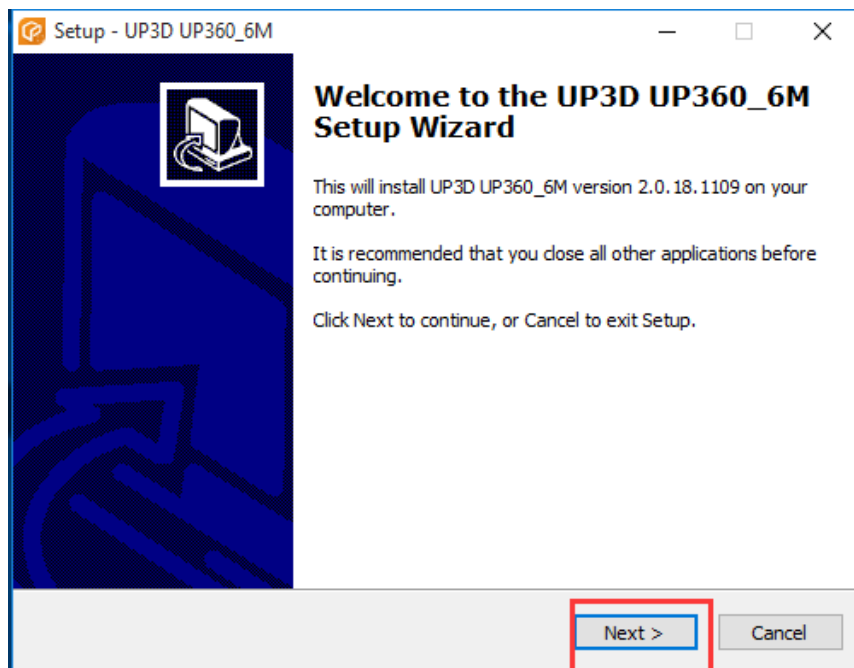 Setup - UP3D UP360_6M
Welcome to the UP3D UP360_6M
Setup Wizard
This will install UP3D UP360_6M version 2.0.18.1109 on your
computer.
It is recommended that you close all other applications before
continuing.
Click Next to continue, or Cancel to exit Setup.
Next >
Cancel